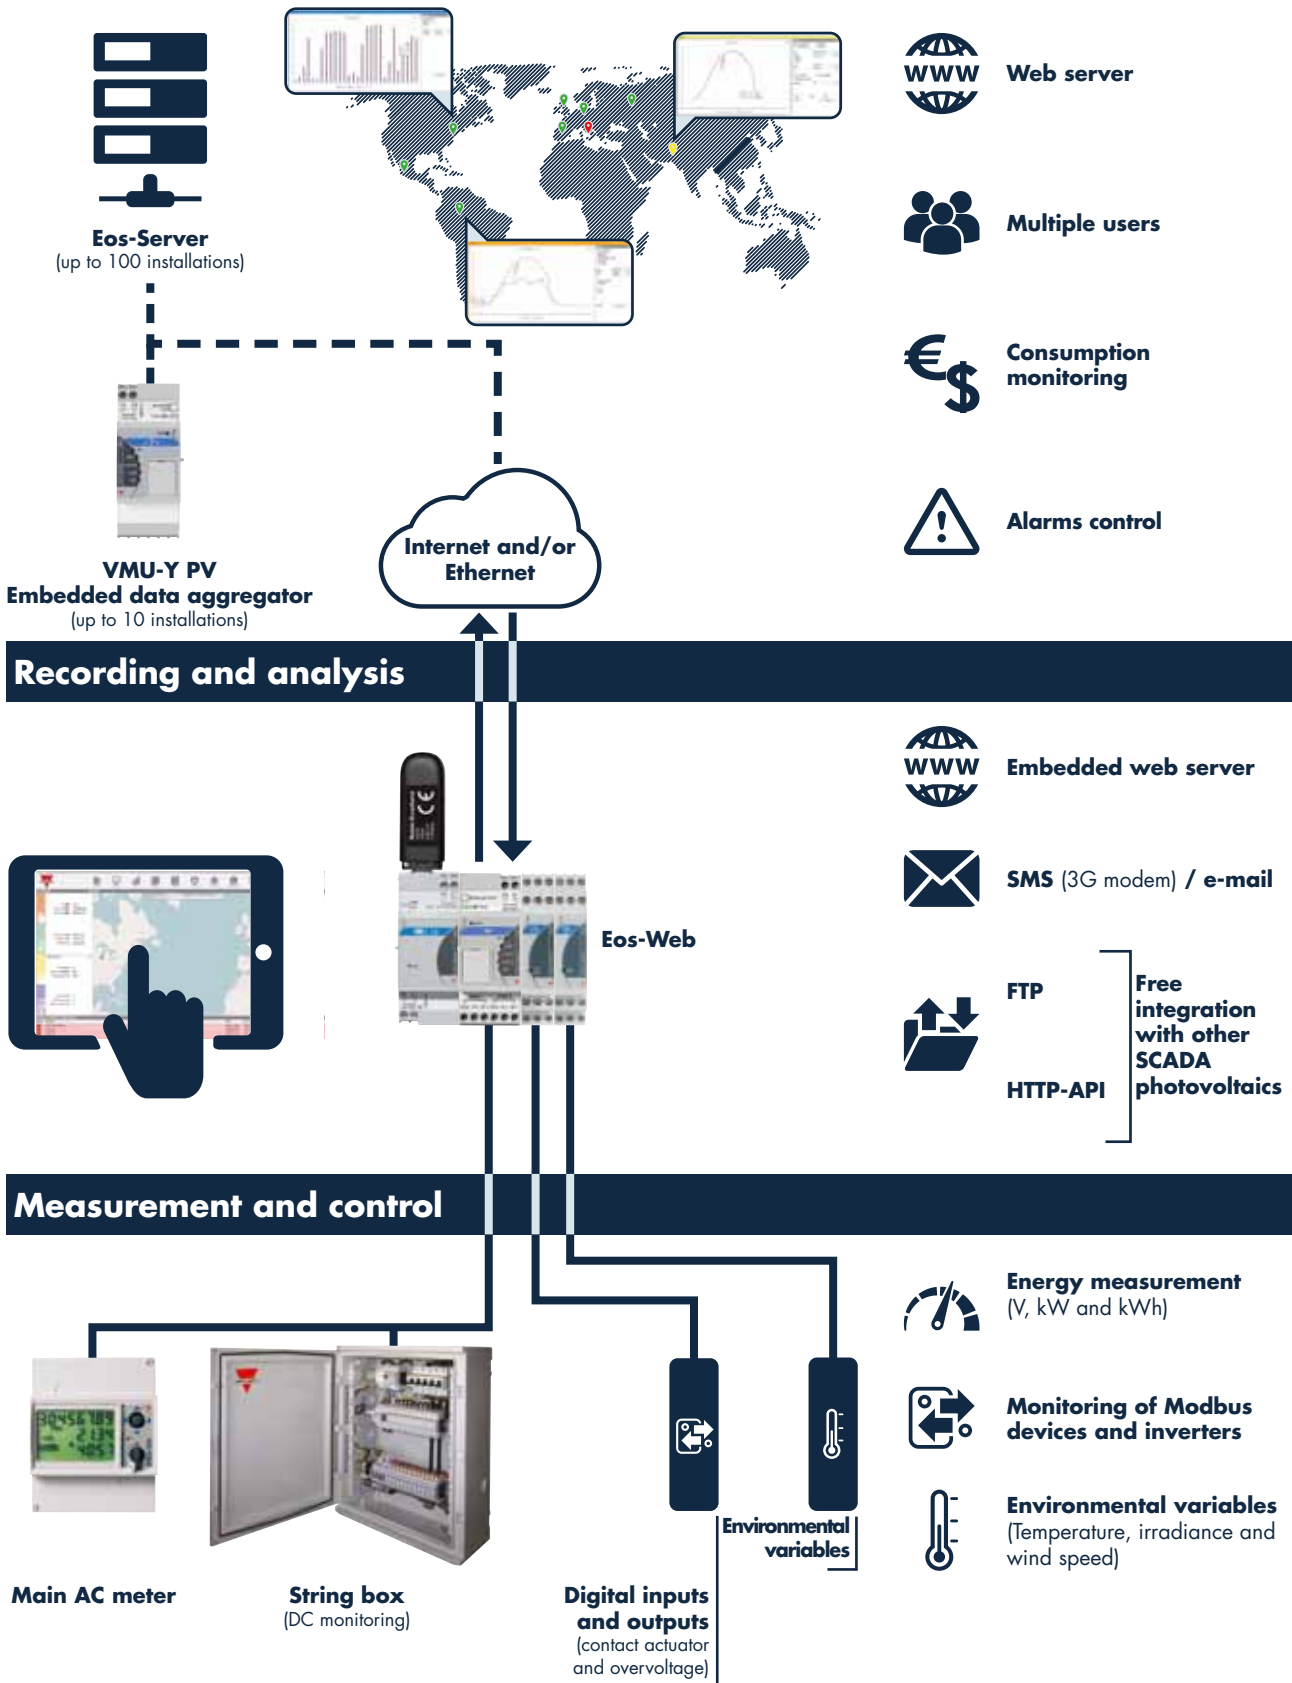 Eos-Server
(up to 100 installations)
VMU-Y PV
Embedded data aggregator
(up to 10 installations)
Internet and/or
Ethernet
WWW
Web server
Multiple users
€$
Consumption
monitoring
!
Alarms control
Recording and analysis
CE
Eos-Web
WWW
Embedded web server
SMS (3G modem) / e-mail
FTP
HTTP-API
Free
integration
with other
SCADA
photovoltaics
Measurement and control
Main AC meter
String box
(DC monitoring)
Digital inputs
and outputs
(contact actuator
and overvoltage)
Environmental
variables
Energy measurement
(V, kW and kWh)
Monitoring of Modbus
devices and inverters
Environmental variables
(Temperature, irradiance and
wind speed)